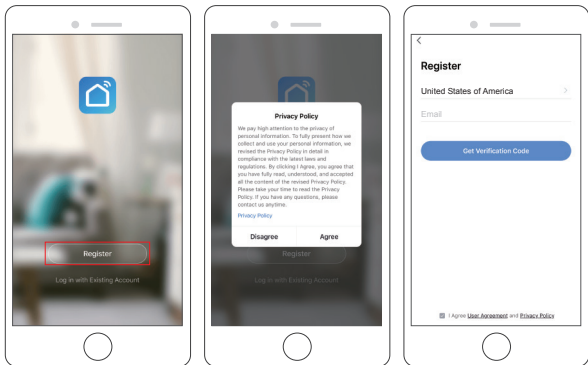 Register
Log in with Existing Account
Privacy Policy
We pay high attention to the privacy of
personal information. To fully present how we
collect and use your personal information, we
revised the Privacy Policy in detail in
compliance with the latest laws and
regulations. By clicking I Agree, you agree that
you have fully read, understood, and accepted
all the content of the revised Privacy Policy.
Please take your time to read the Privacy
Policy. If you have any questions, please
contact us anytime.
Privacy Policy
Disagree Agree
Register
Log in with Existing Account
Register
United States of America
Email
Get Verification Code
I Agree User Agreement and Privacy Policy